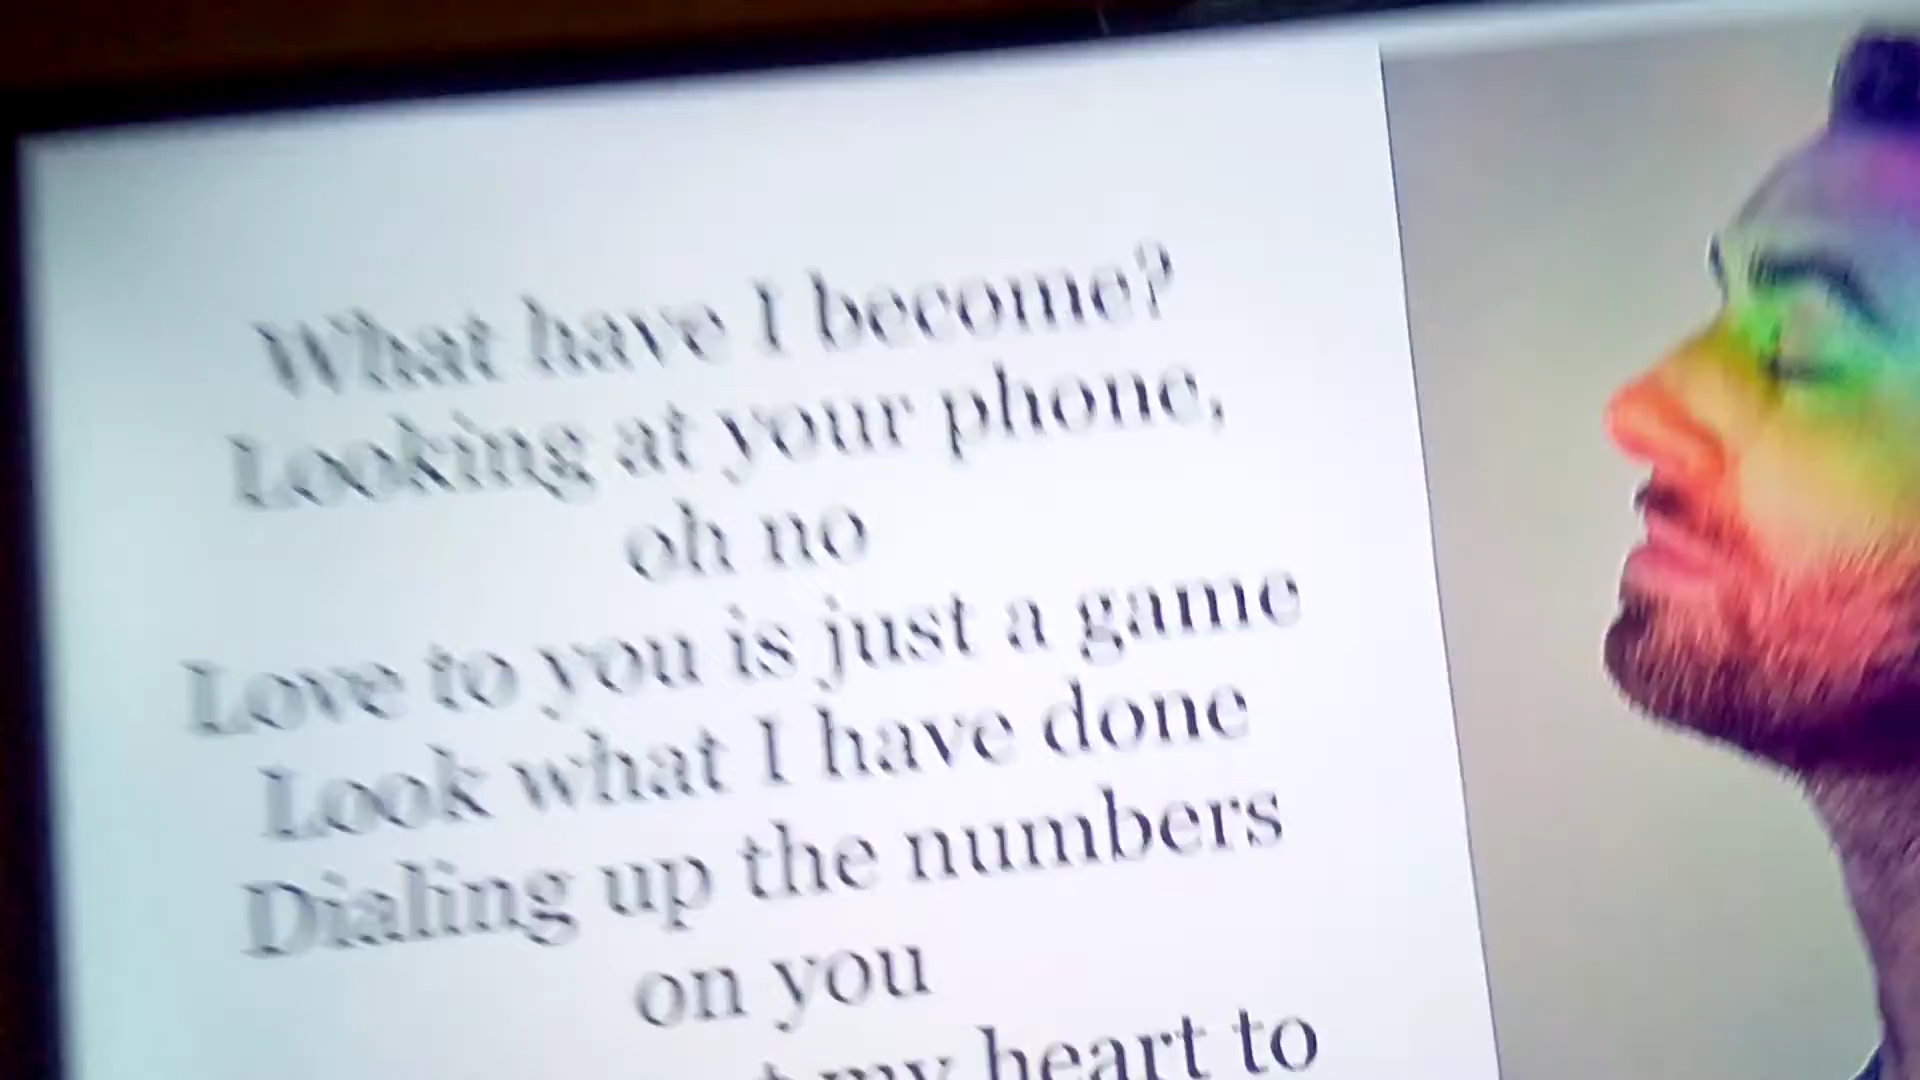 What have I become?
Looking at your phone,
oh no
Love to you is just a game
Look what I have done
Dialing up the numbers
on you
my heart to